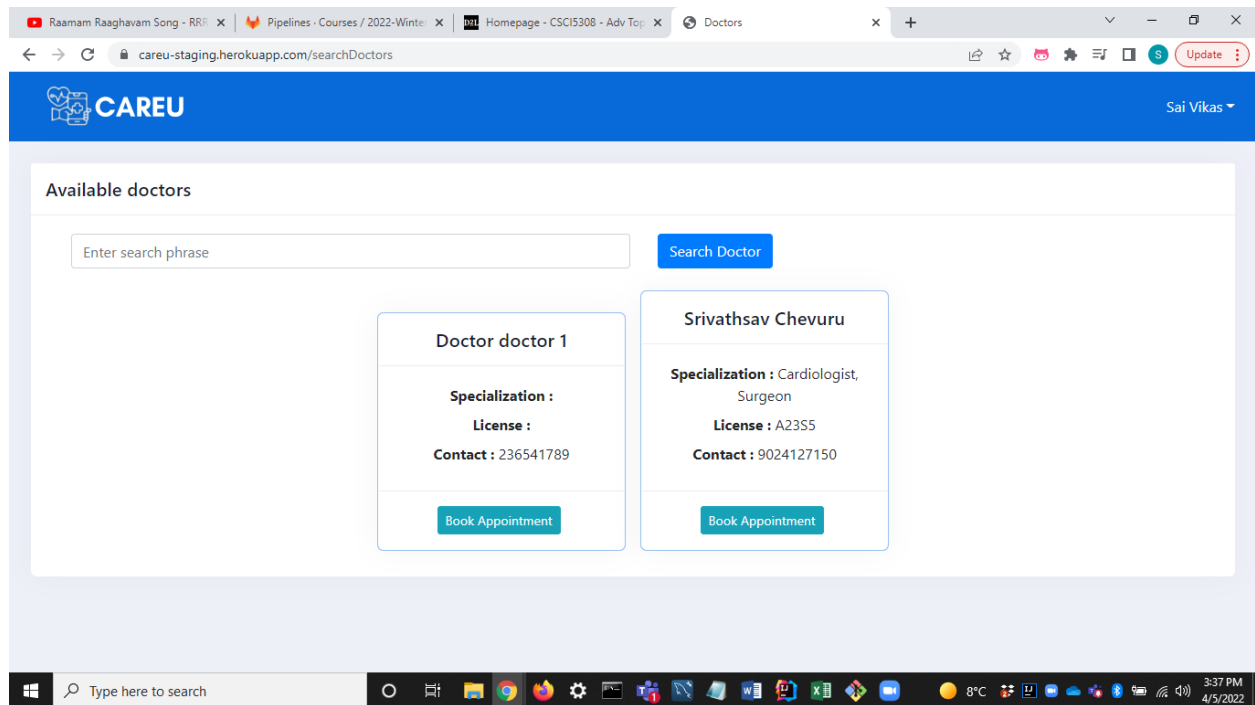 Raamam Raaghavam Song - RRR
Pipelines · Courses / 2022-Winter
D2L
Homepage - CSCI5308 - Adv Top
Doctors
careu-staging.herokuapp.com/searchDoctors
S
Update
CAREU
Sai Vikas
Available doctors
Enter search phrase
Search Doctor
Doctor doctor 1
Specialization :
License :
Contact : 236541789
Book Appointment
Srivathsav Chevuru
Specialization : Cardiologist,
Surgeon
License : A23S5
Contact : 9024127150
Book Appointment
Type here to search
8°C
3:37 PM
4/5/2022